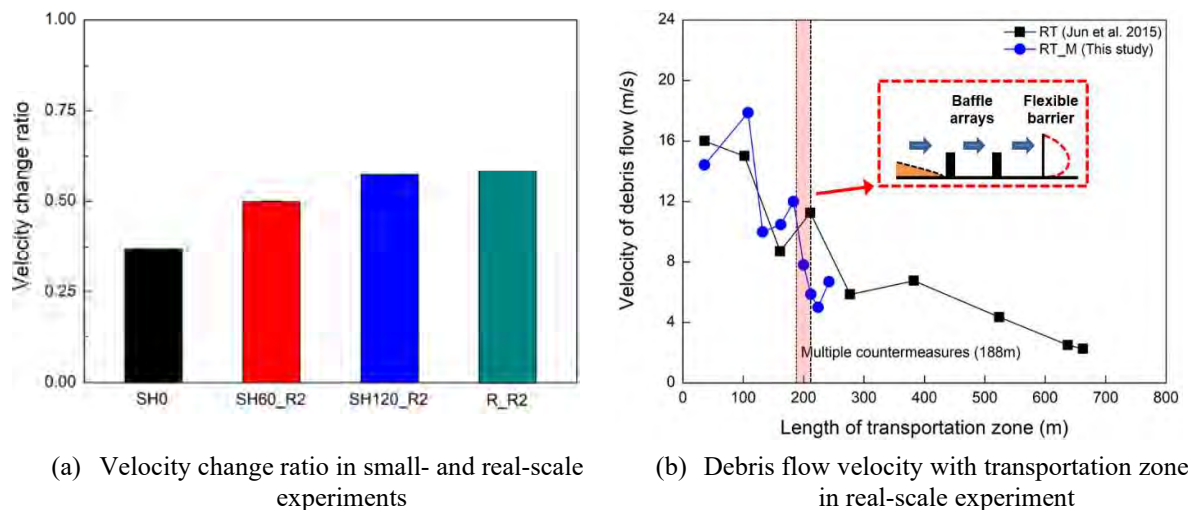 1.00
0.75
0.50
0.25
0.00
Velocity change ratio
SH0
SH60_R2
SH120_R2
R_R2
(a) Velocity change ratio in small- and real-scale
experiments
24
20
16
12
8
4
0
Velocity of debris flow (m/s)
RT (Jun et al. 2015)
RT_M (This study)
Baffle
arrays
Flexible
barrier
Multiple countermeasures (188m)
0 100 200 300 400 500 600 700 800
Length of transportation zone (m)
(b) Debris flow velocity with transportation zone
in real-scale experiment